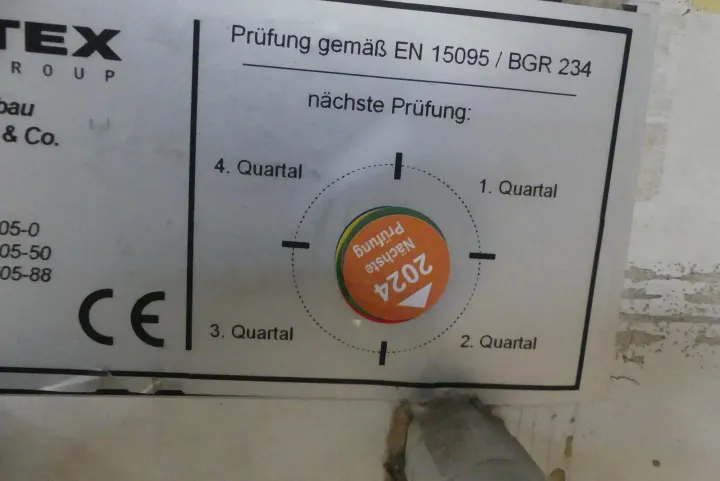 TEX
ROUP
bau
& Co.
05-0
05-50
05-88
CE
Prüfung gemäß EN 15095 / BGR 234
nächste Prüfung:
4. Quartal
1. Quartal
Nächste
Prüfung
2024
3. Quartal
2. Quartal